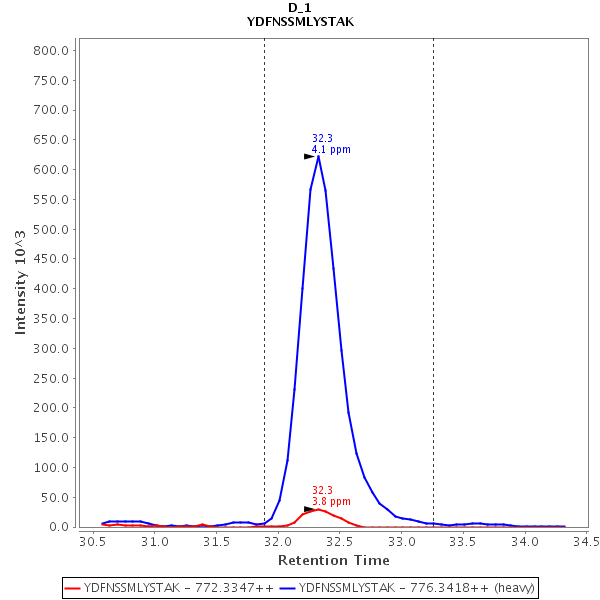 D_1
YDFNSSMLYSTAK
Intensity 10^3
800.0
750.0
700.0
650.0
600.0
550.0
500.0
450.0
400.0
350.0
300.0
250.0
200.0
150.0
100.0
50.0
0.0
32.3
4.1 ppm
32.3
3.8 ppm
30.5 31.0 31.5 32.0 32.5 33.0 33.5 34.0 34.5
Retention Time
YDFNSSMLYSTAK - 772.3347++ YDFNSSMLYSTAK - 776.3418++ (heavy)